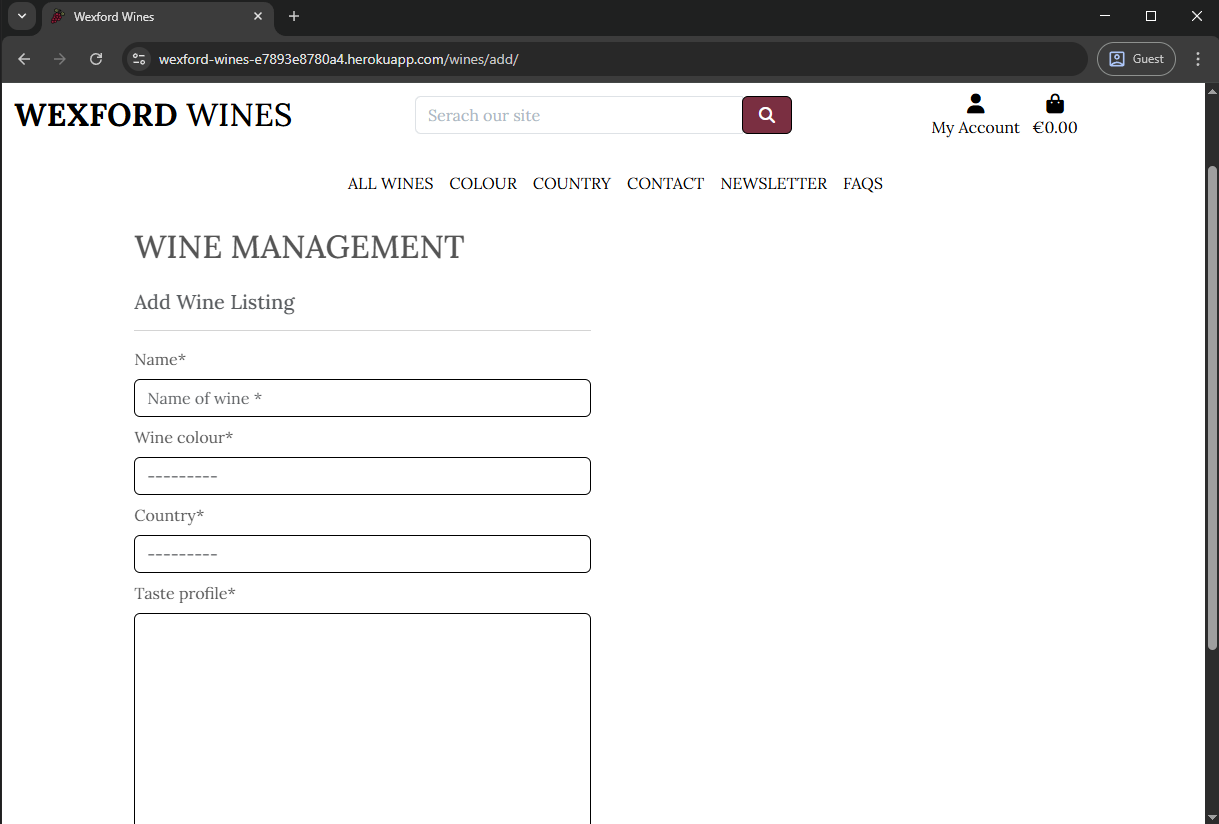 Wexford Wines
wexford-wines-e7893e8780a4.herokuapp.com/wines/add/
Guest
WEXFORD WINES
Serach our site
My Account
€0.00
ALL WINES COLOUR COUNTRY CONTACT NEWSLETTER FAQS
WINE MANAGEMENT
Add Wine Listing
Name*
Name of wine *
Wine colour*
---------
Country*
---------
Taste profile*